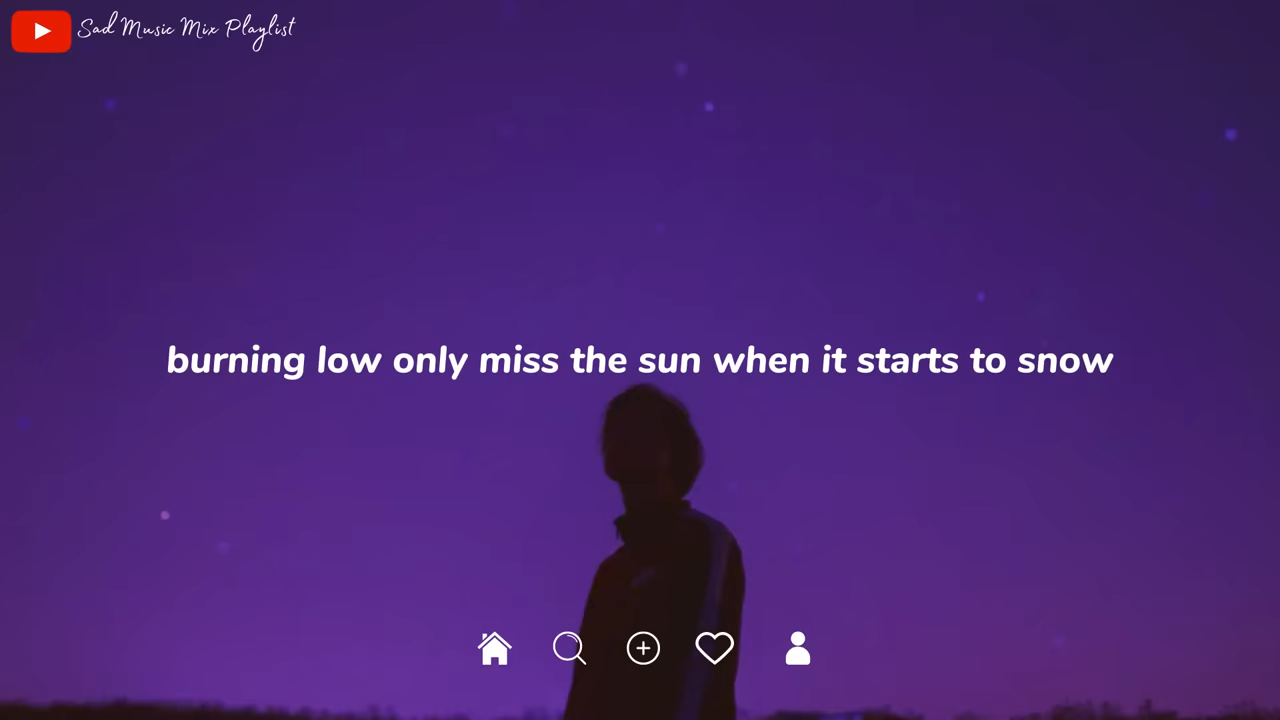 Sad Music Mix Playlist
burning low only miss the sun when it starts to snow